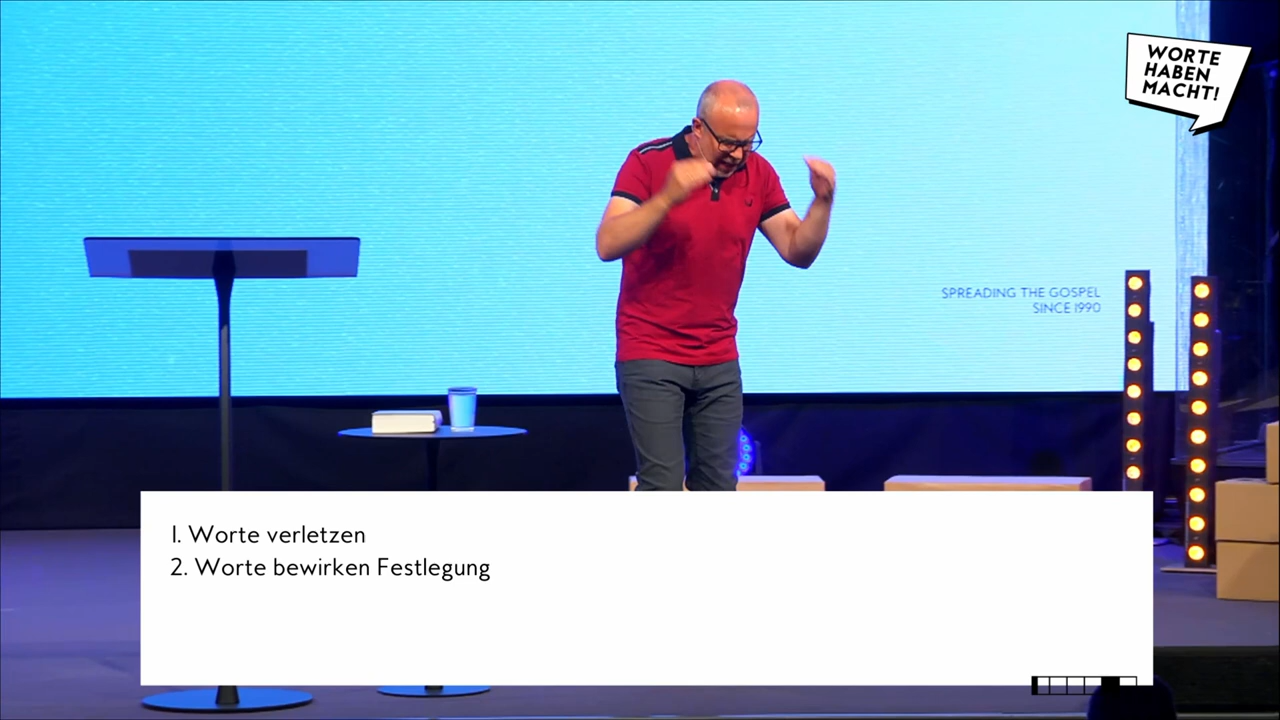 WORTE
HABEN
MACHT!
SPREADING THE GOSPEL
SINCE 1990
1. Worte verletzen
2. Worte bewirken Festlegung